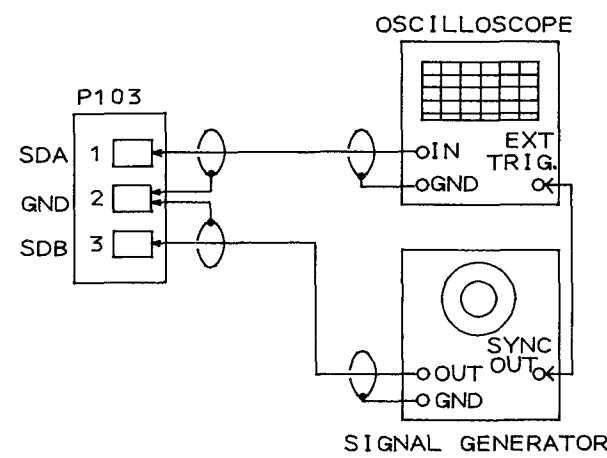 OSCILLOSCOPE
P103
SDA 1
GND 2
SDB 3
IN
EXT
TRIG.
GND
SYNC
OUT
OUT
GND
SIGNAL GENERATOR